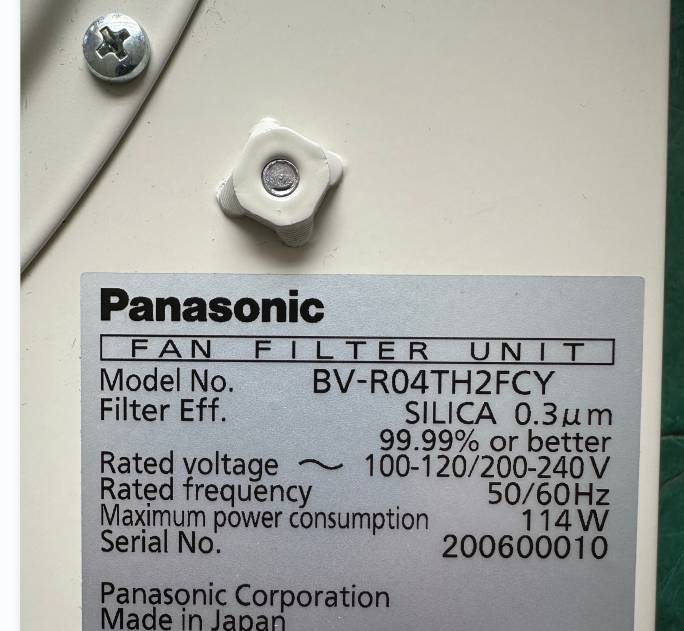 Panasonic
FAN FILTER UNIT
Model No. BV-R04TH2FCY
Filter Eff. SILICA 0.3μm
99.99% or better
Rated voltage ～ 100-120/200-240V
Rated frequency 50/60Hz
Maximum power consumption 114W
Serial No. 200600010
Panasonic Corporation
Made in Japan